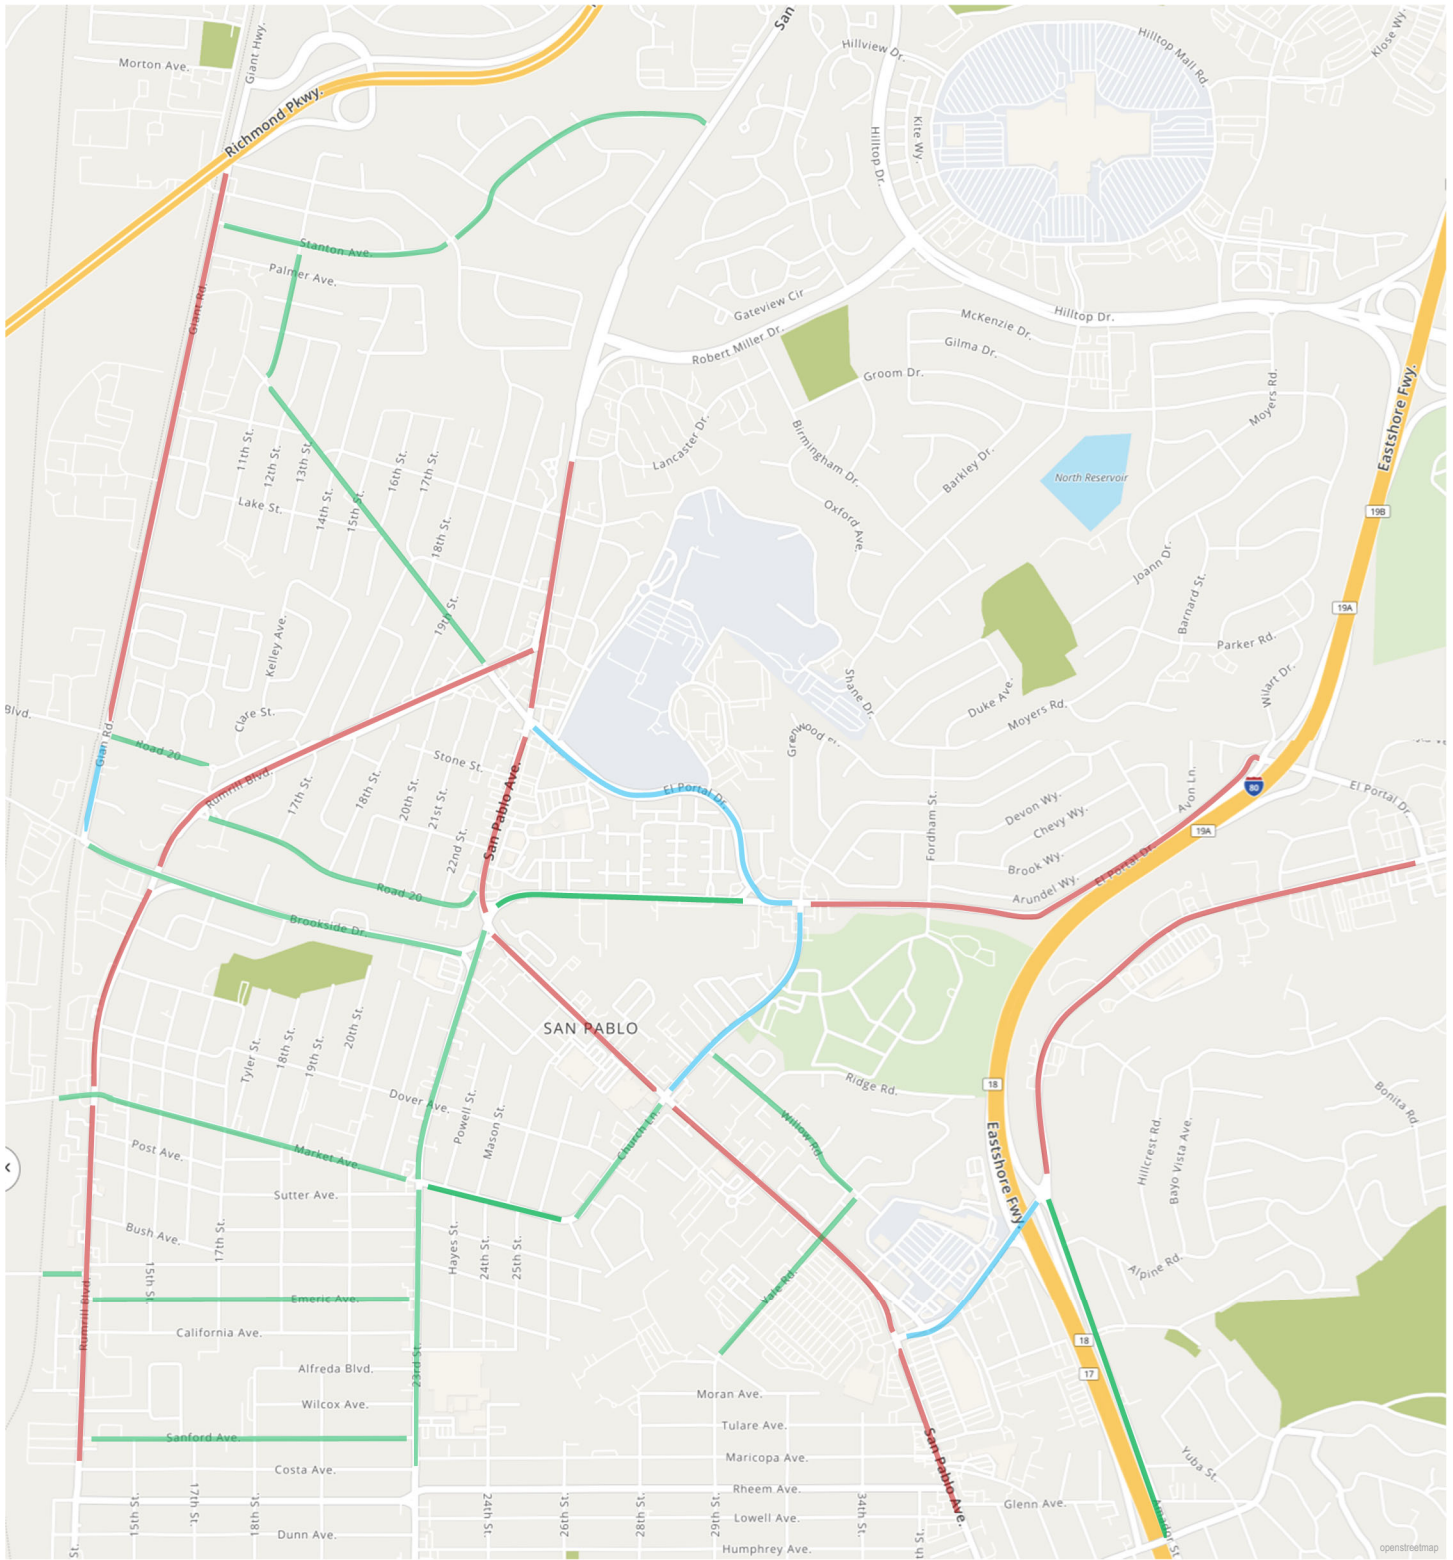 San
Morton Ave.
Giant Hwy.
Richmond Pkwy.
Hillview Dr.
Hilltop Mall Rd.
Klose Wy.
Hilltop Dr.
Kite Wy.
Stanton Ave.
Palmer Ave.
Giant Rd.
Gateview Cir
Robert Miller Dr.
Hilltop Dr.
McKenzie Dr.
Gilma Dr.
Groom Dr.
Moyers Rd.
Eastshore Fwy.
11th St.
12th St.
13th St.
14th St.
15th St.
16th St.
17th St.
18th St.
19th St.
Lake St.
Lancaster Dr.
Birmingham Dr.
Oxford Ave.
Barkley Dr.
North Reservoir
19B
19A
Joann Dr.
Barnard St.
Parker Rd.
Wilart Dr.
Kelley Ave.
Clare St.
Shane Dr.
Duke Ave.
Moyers Rd.
Blvd.
Road 20
Rumrill Blvd.
17th St.
18th St.
Stone St.
20th St.
21st St.
22nd St.
San Pablo Ave.
El Portal Dr.
Fordham St.
Devon Wy.
Chevy Wy.
Brook Wy.
Arundel Wy.
Avon Ln.
El Portal Dr.
80
19A
El Portal Dr.
Road 20
Brookside Dr.
SAN PABLO
Tyler St.
18th St.
19th St.
20th St.
Dover Ave.
Powell St.
Mason St.
Church Ln.
Willow Rd.
Ridge Rd.
18
Eastshore Fwy.
Bonita Rd.
Hillcrest Rd.
Bayo Vista Ave.
Post Ave.
Market Ave.
Sutter Ave.
Bush Ave.
17th St.
15th St.
Hayes St.
24th St.
25th St.
Vale Rd.
Alpine Rd.
Rumrill Blvd.
Emeric Ave.
California Ave.
Alfreda Blvd.
23rd St.
Wilcox Ave.
Sanford Ave.
Costa Ave.
18
17
Moran Ave.
Tulare Ave.
Maricopa Ave.
Rheem Ave.
Lowell Ave.
Humphrey Ave.
San Pablo Ave.
Glenn Ave.
Yuba St.
Amador St.
15th St.
17th St.
18th St.
24th St.
26th St.
28th St.
29th St.
34th St.
Dunn Ave.
St.
openstreetmap